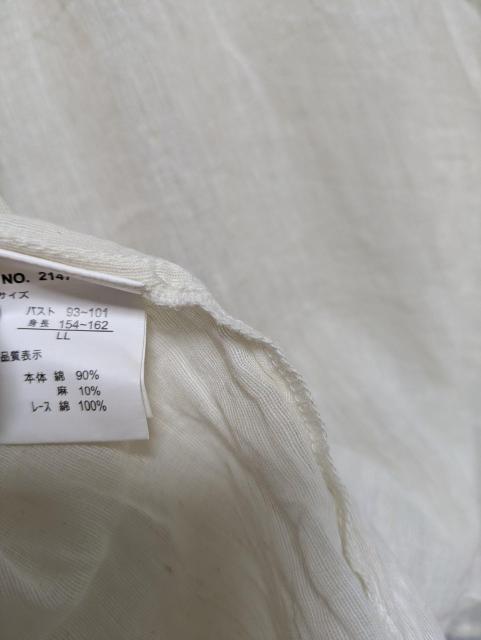 NO. 214
サイズ
バスト 93~101
身長 154~162
LL
品質表示
本体 綿 90%
麻 10%
レース 綿 100%